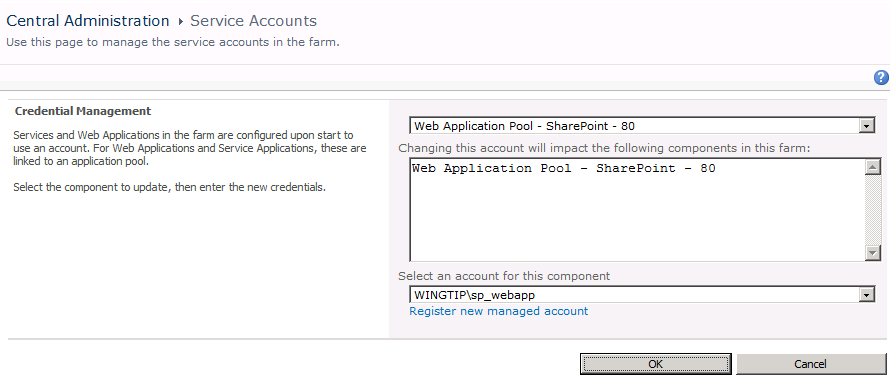 Central Administration ▸ Service Accounts
Use this page to manage the service accounts in the farm.
Credential Management
Services and Web Applications in the farm are configured upon start to
use an account. For Web Applications and Service Applications, these are
linked to an application pool.
Select the component to update, then enter the new credentials.
Web Application Pool - SharePoint - 80
Changing this account will impact the following components in this farm:
Web Application Pool - SharePoint - 80
Select an account for this component
WINGTIP\sp_webapp
Register new managed account
OK
Cancel